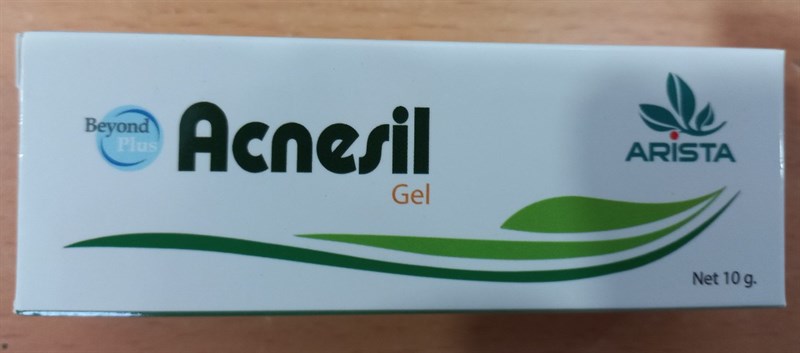 Beyond
Plus
Acnesil
Gel
ARISTA
Net 10 g.